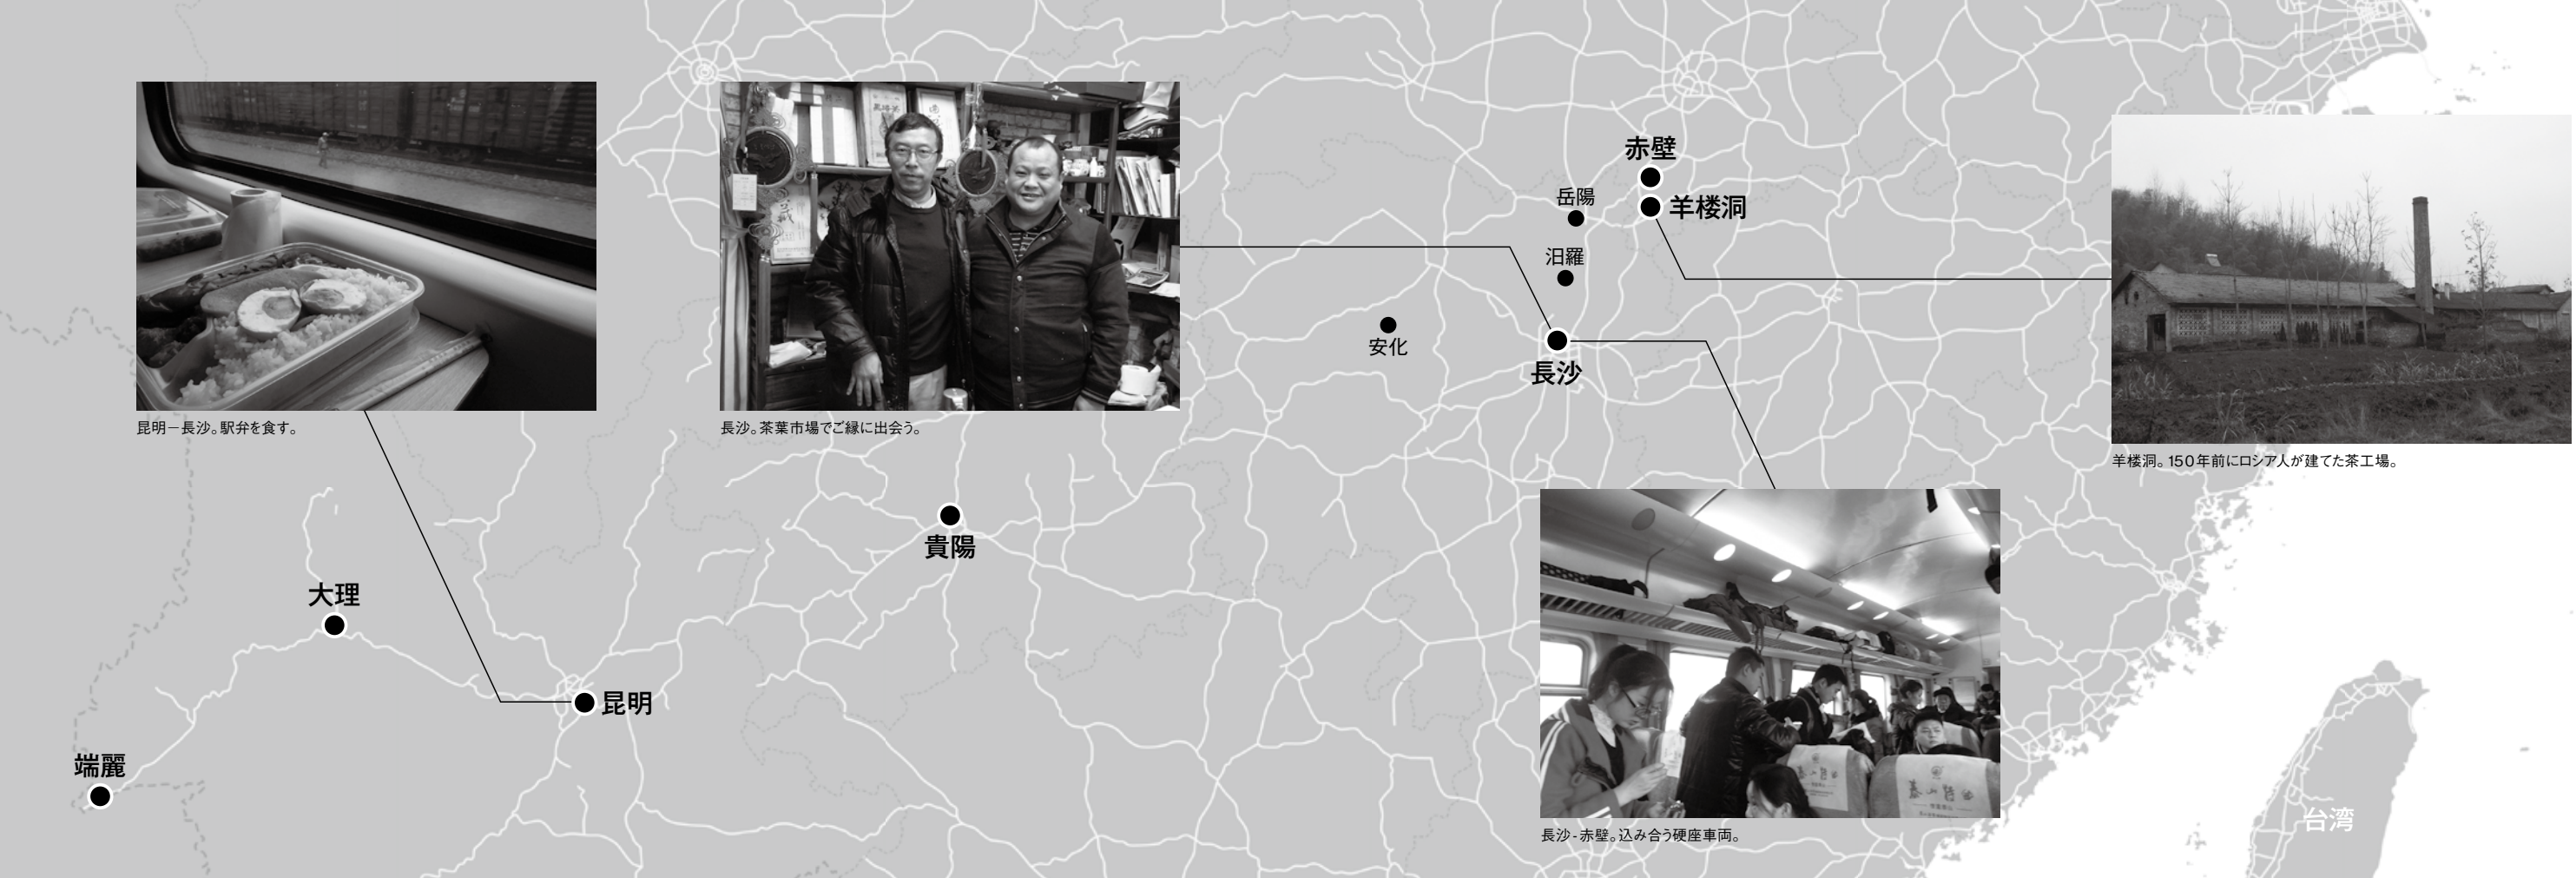 赤壁
岳陽
羊楼洞
汨羅
安化
長沙
昆明－長沙。駅弁を食す。
長沙。茶葉市場でご縁に出会う。
羊楼洞。150年前にロシア人が建てた茶工場。
貴陽
大理
昆明
端麗
台湾
長沙-赤壁。込み合う硬座車両。